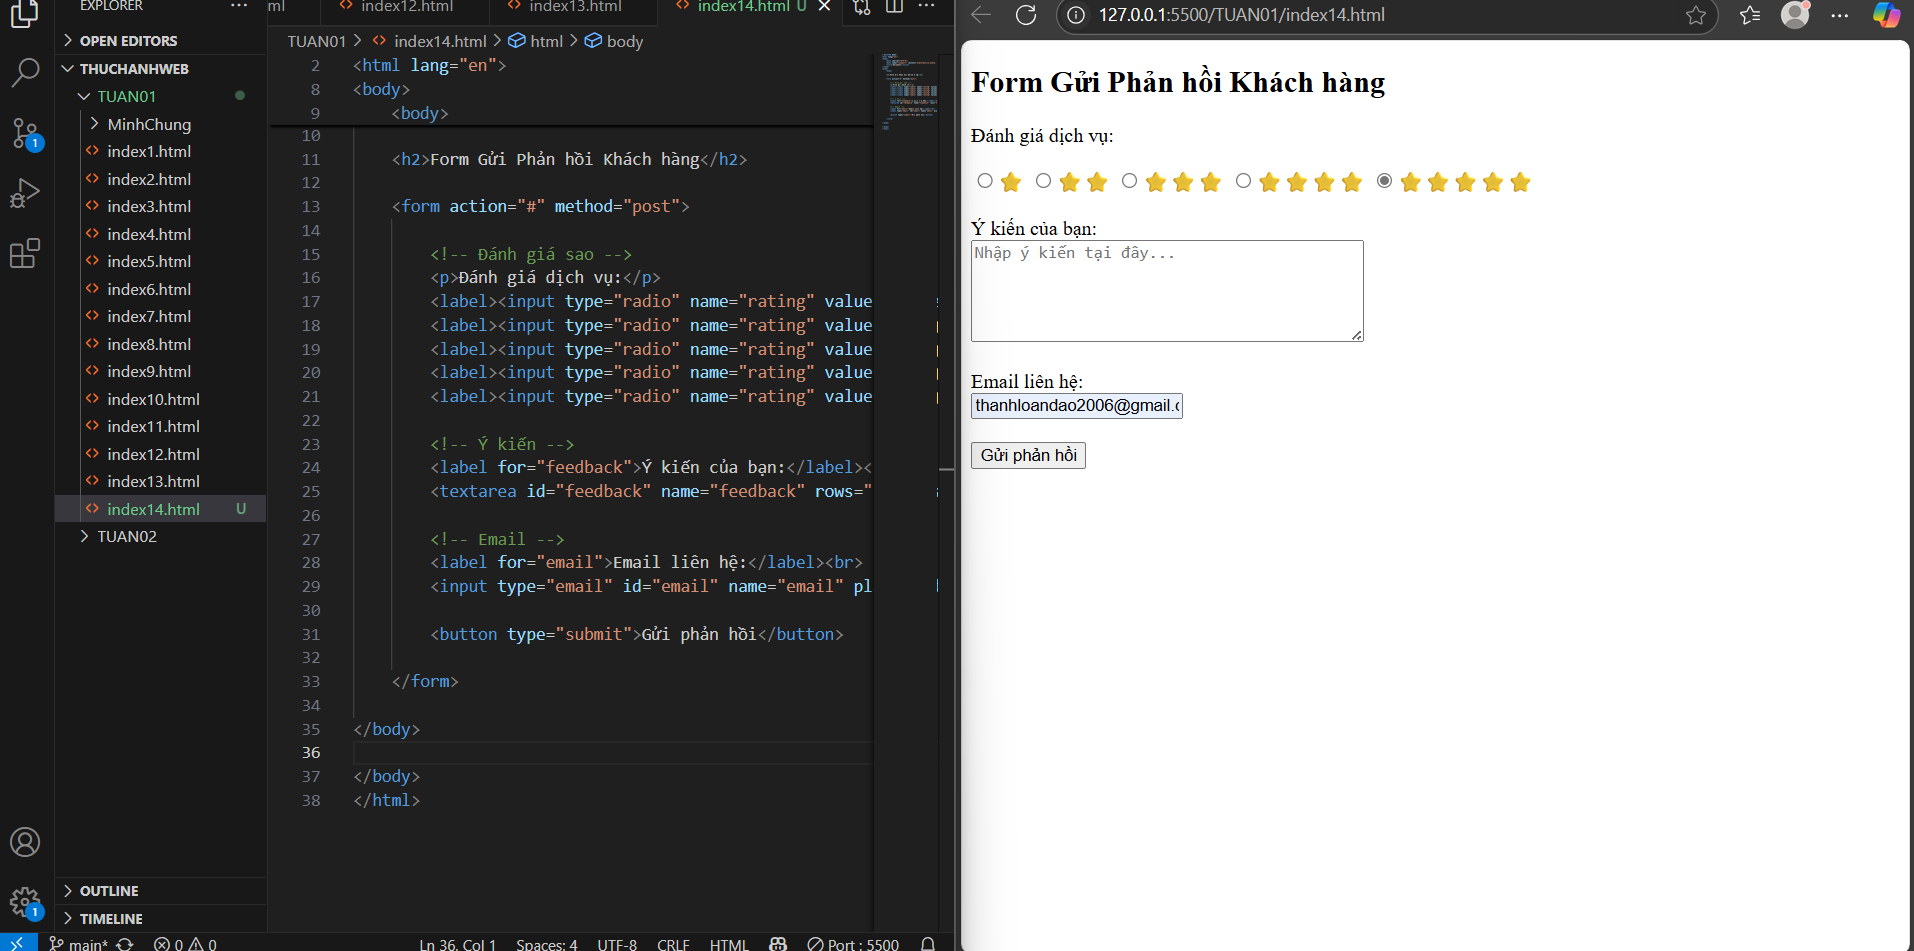 EXPLORER
OPEN EDITORS
THUCHANHWEB
TUAN01
MinhChung
index1.html
index2.html
index3.html
index4.html
index5.html
index6.html
index7.html
index8.html
index9.html
index10.html
index11.html
index12.html
index13.html
index14.html U
TUAN02
OUTLINE
TIMELINE
1
1
ml index12.html index13.html index14.html U
TUAN01 > index14.html > html > body
2 <html lang="en">
8 <body>
9 <body>
10
11 <h2>Form Gửi Phản hồi Khách hàng</h2>
12
13 <form action="#" method="post">
14
15 <!-- Đánh giá sao -->
16 <p>Đánh giá dịch vụ:</p>
17 <label><input type="radio" name="rating" value
18 <label><input type="radio" name="rating" value
19 <label><input type="radio" name="rating" value
20 <label><input type="radio" name="rating" value
21 <label><input type="radio" name="rating" value
22
23 <!-- Ý kiến -->
24 <label for="feedback">Ý kiến của bạn:</label><
25 <textarea id="feedback" name="feedback" rows="
26
27 <!-- Email -->
28 <label for="email">Email liên hệ:</label><br>
29 <input type="email" id="email" name="email" pl
30
31 <button type="submit">Gửi phản hồi</button>
32
33 </form>
34
35 </body>
36
37 </body>
38 </html>
main* 0 0 Ln 36, Col 1 Spaces: 4 UTF-8 CRLF HTML Port : 5500
127.0.0.1:5500/TUAN01/index14.html
Form Gửi Phản hồi Khách hàng
Đánh giá dịch vụ:
Ý kiến của bạn:
Nhập ý kiến tại đây...
Email liên hệ:
thanhloandao2006@gmail.c
Gửi phản hồi